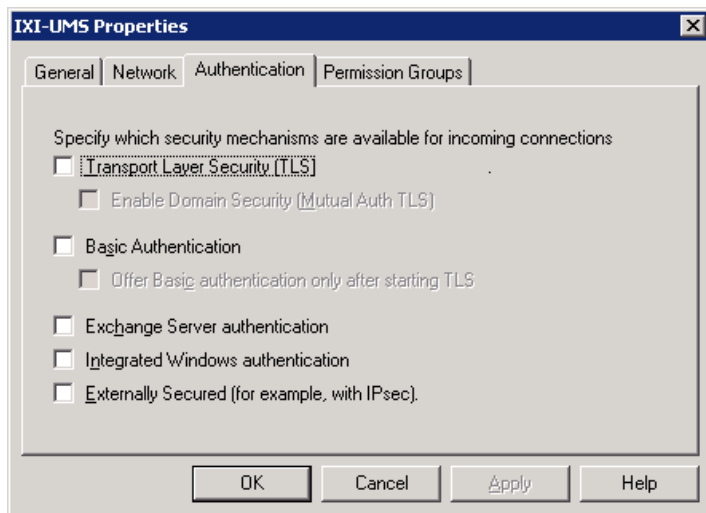 IXI-UMS Properties
General Network Authentication Permission Groups
Specify which security mechanisms are available for incoming connections
Transport Layer Security (TLS)
Enable Domain Security (Mutual Auth TLS)
Basic Authentication
Offer Basic authentication only after starting TLS
Exchange Server authentication
Integrated Windows authentication
Externally Secured (for example, with IPsec).
OK Cancel Apply Help